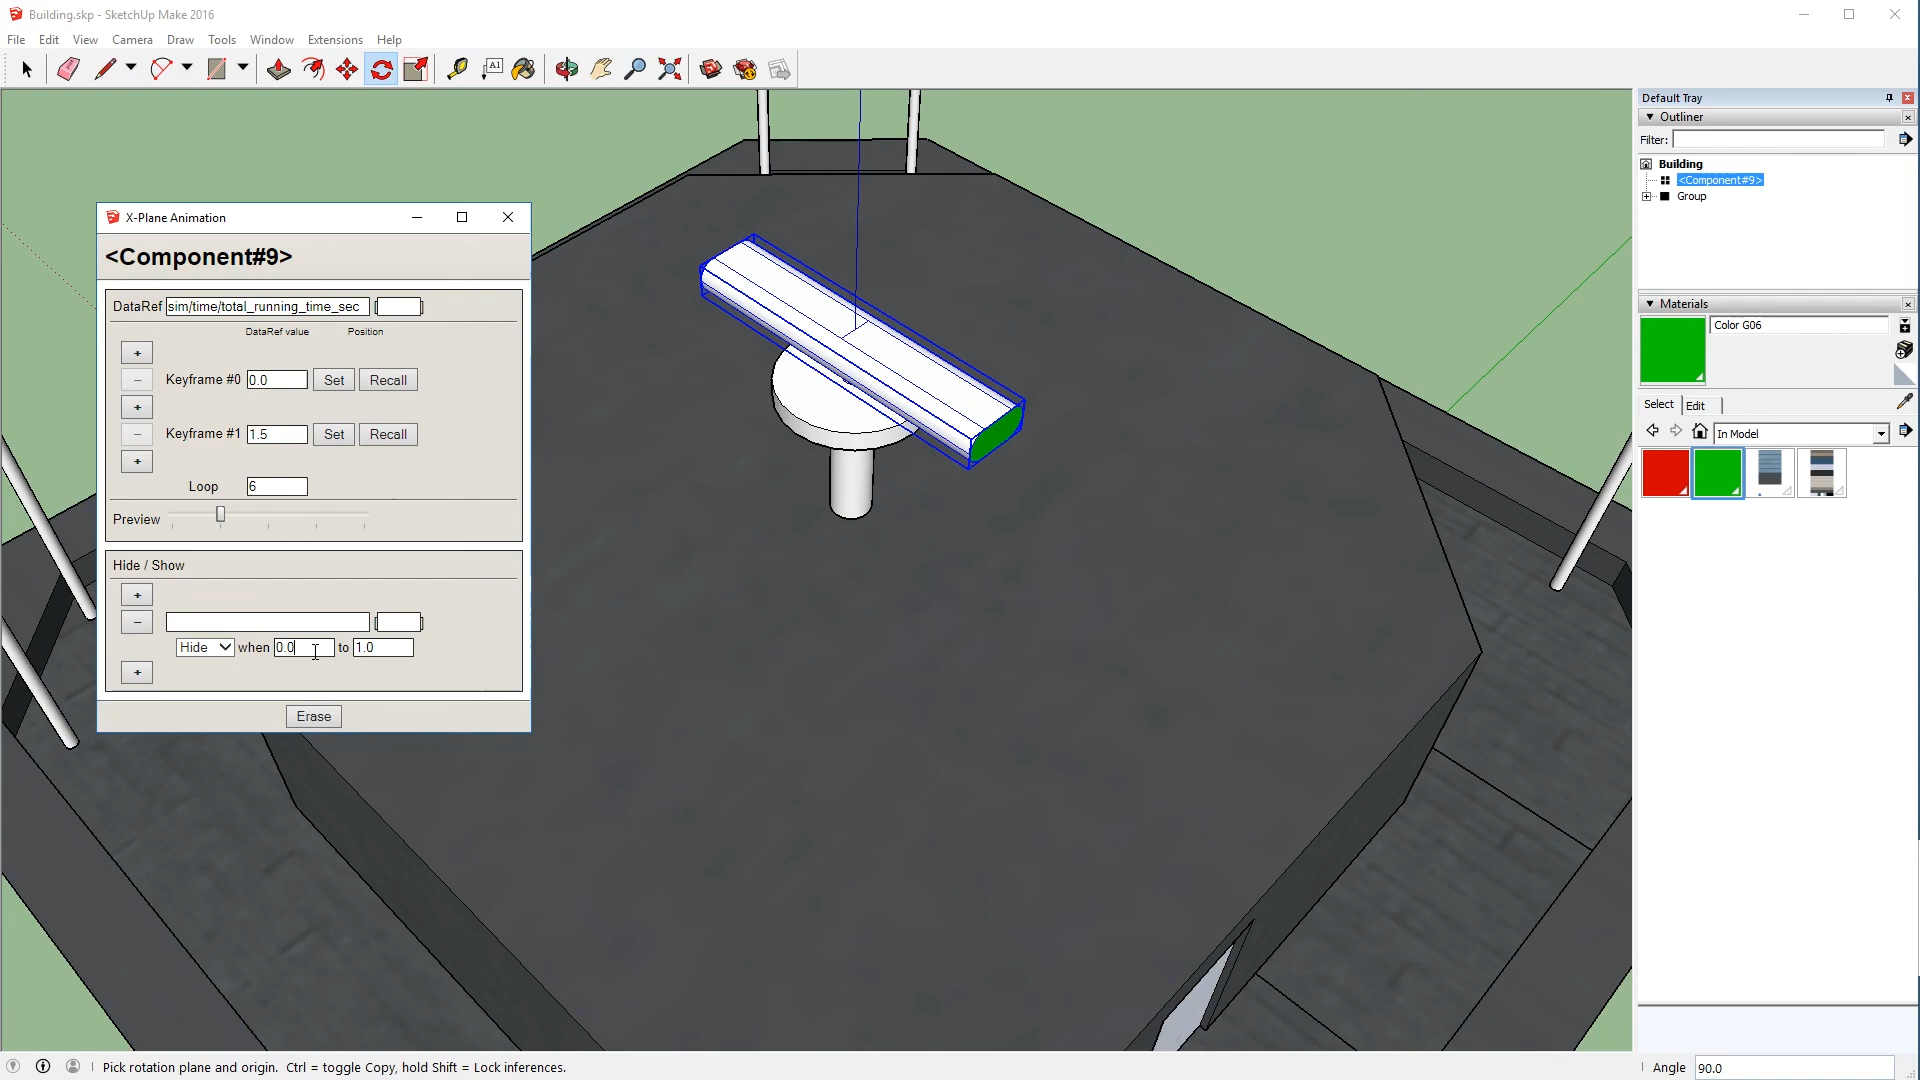 Building.skp - SketchUp Make 2016
File Edit View Camera Draw Tools Window Extensions Help
A1
X-Plane Animation
<Component#9>
DataRef sim/time/total_running_time_sec [ ]
DataRef value Position
+
- Keyframe #0 0.0 Set Recall
+
- Keyframe #1 1.5 Set Recall
+
Loop 6
Preview
Hide / Show
+
- [ ]
Hide when 0.0 to 1.0
+
Erase
Default Tray
Outliner
Filter:
Building
<Component#9>
Group
Materials
Color G06
Select Edit
In Model
Pick rotation plane and origin. Ctrl = toggle Copy, hold Shift = Lock inferences.
Angle 90.0